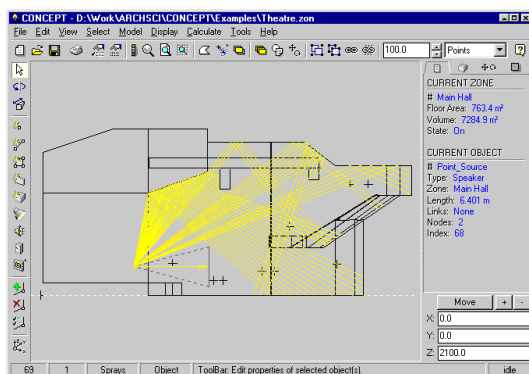 CONCEPT - D:\Work\ARCHSCI\CONCEPT\Examples\Theatre.zon
File Edit View Select Model Display Calculate Tools Help
100.0 Points
CURRENT ZONE
# Main Hall
Floor Area: 763.4 m²
Volume: 7284.9 m³
State: On
CURRENT OBJECT
# Point_Source
Type: Speaker
Zone: Main Hall
Length: 6.401 m
Links: None
Nodes: 2
Index: 68
Move + -
X: 0.0
Y: 0.0
Z: 2100.0
69 1 Sprays Object ToolBar: Edit properties of selected object(s). idle